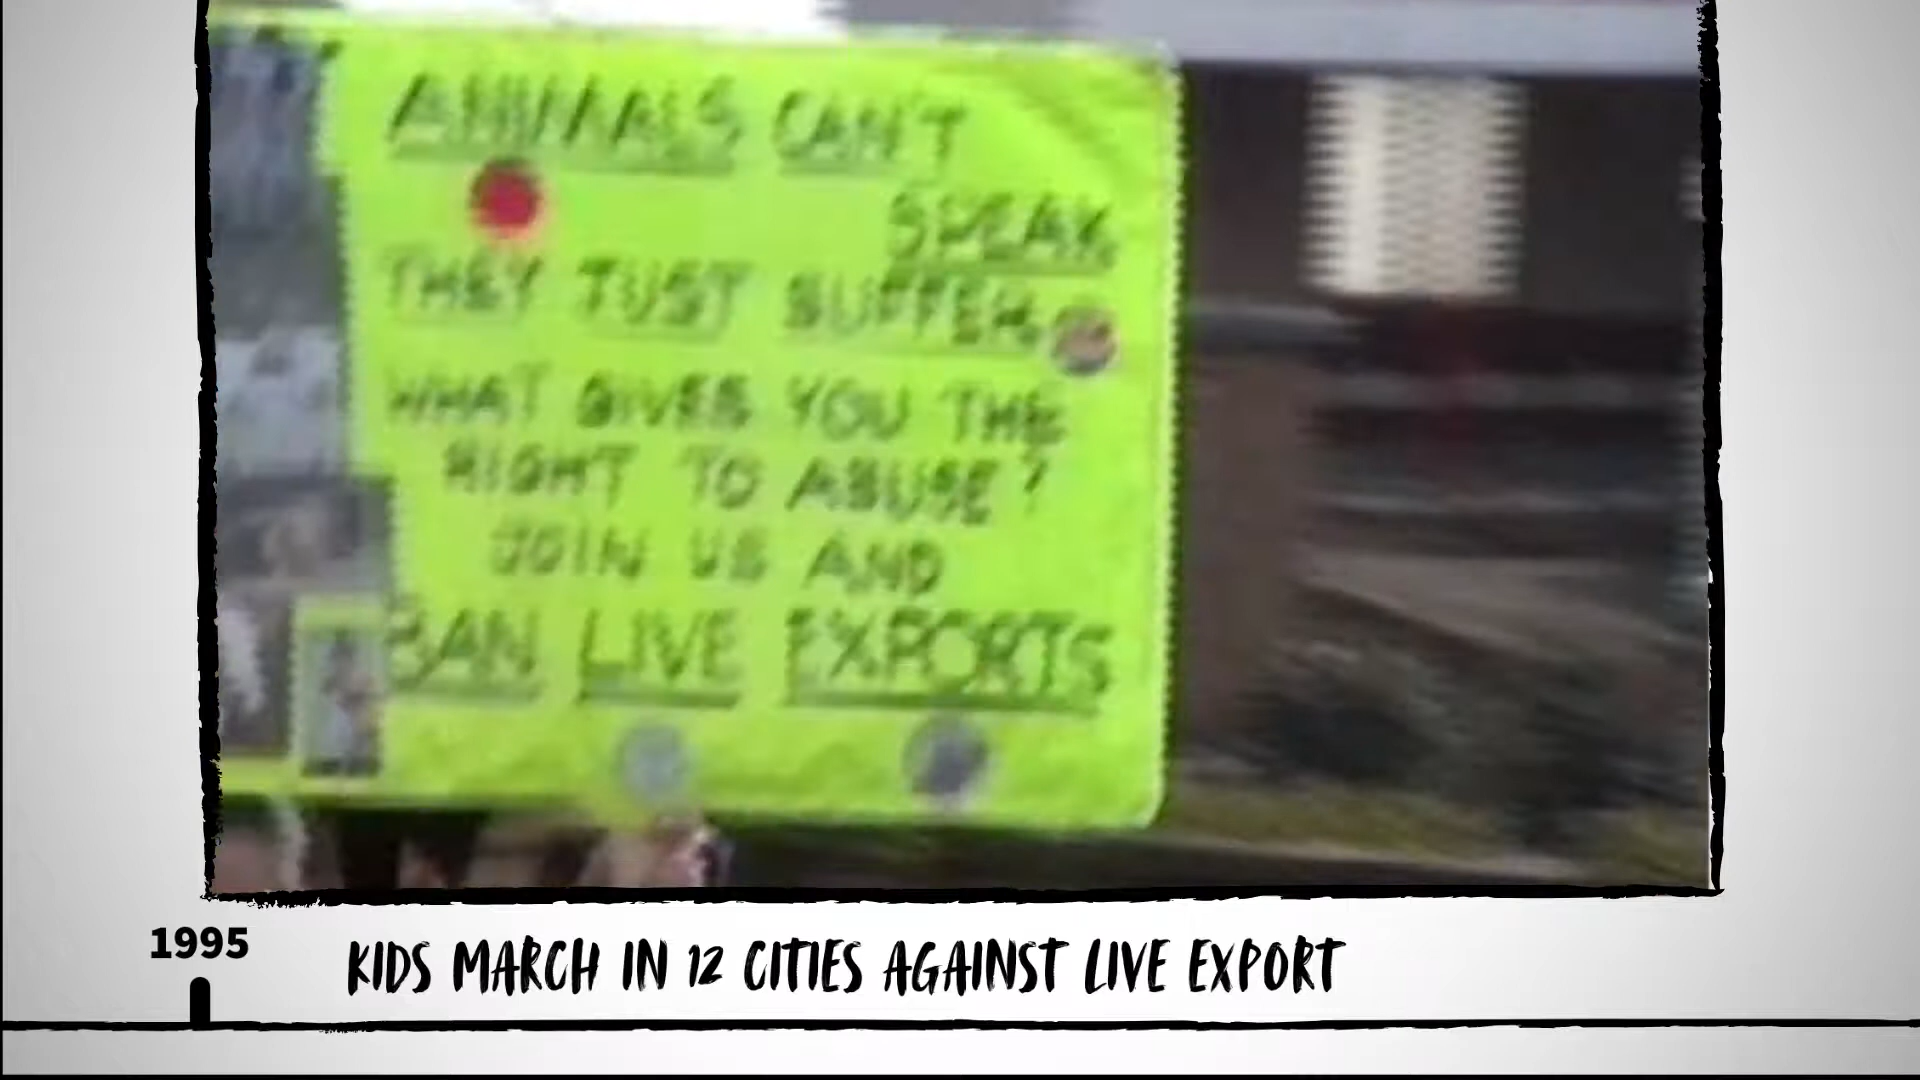 ANIMALS CAN'T
SPEAK
THEY JUST SUFFER
WHAT GIVES YOU THE
RIGHT TO ABUSE?
JOIN US AND
BAN LIVE EXPORTS
1995
KIDS MARCH IN 12 CITIES AGAINST LIVE EXPORT